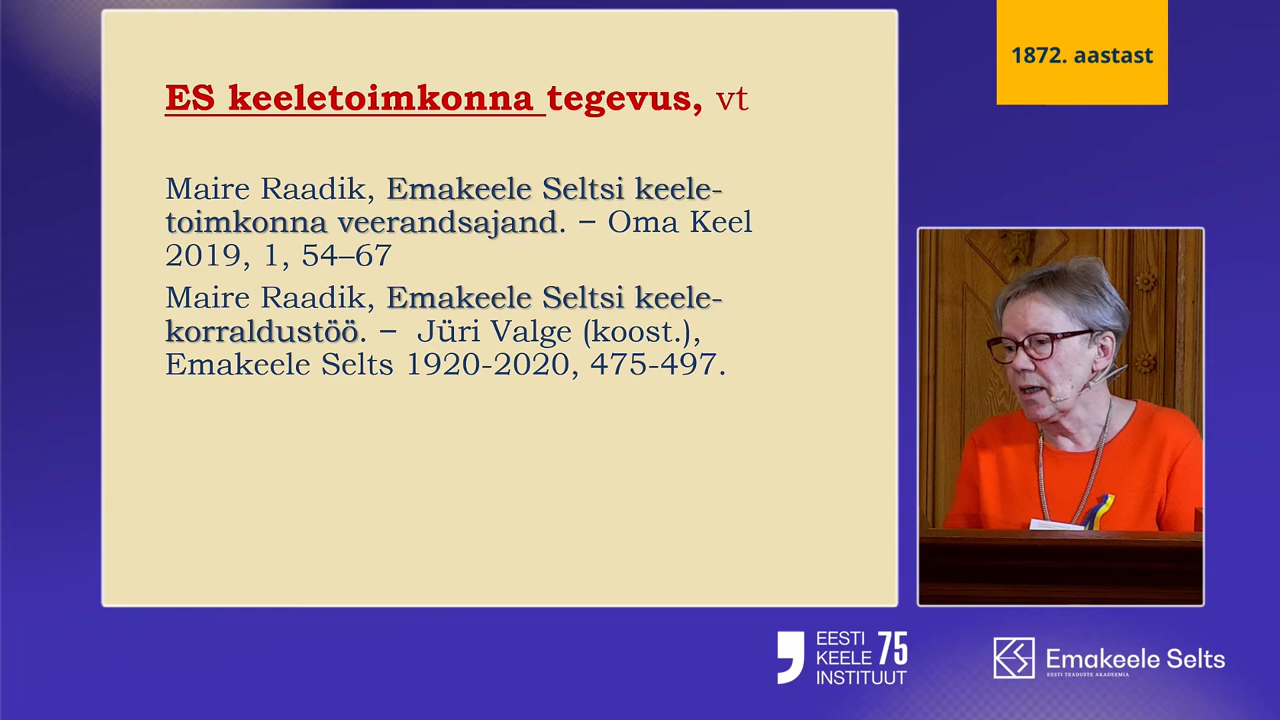 ES keeletoimkonna tegevus, vt
Maire Raadik, Emakeele Seltsi keele-
toimkonna veerandsajand. – Oma Keel
2019, 1, 54–67
Maire Raadik, Emakeele Seltsi keele-
korraldustöö. – Jüri Valge (koost.),
Emakeele Selts 1920-2020, 475-497.
1872. aastast
EESTI
KEELE 75
INSTITUUT
Emakeele Selts
EESTI TEADUSTE AKADEEMIA